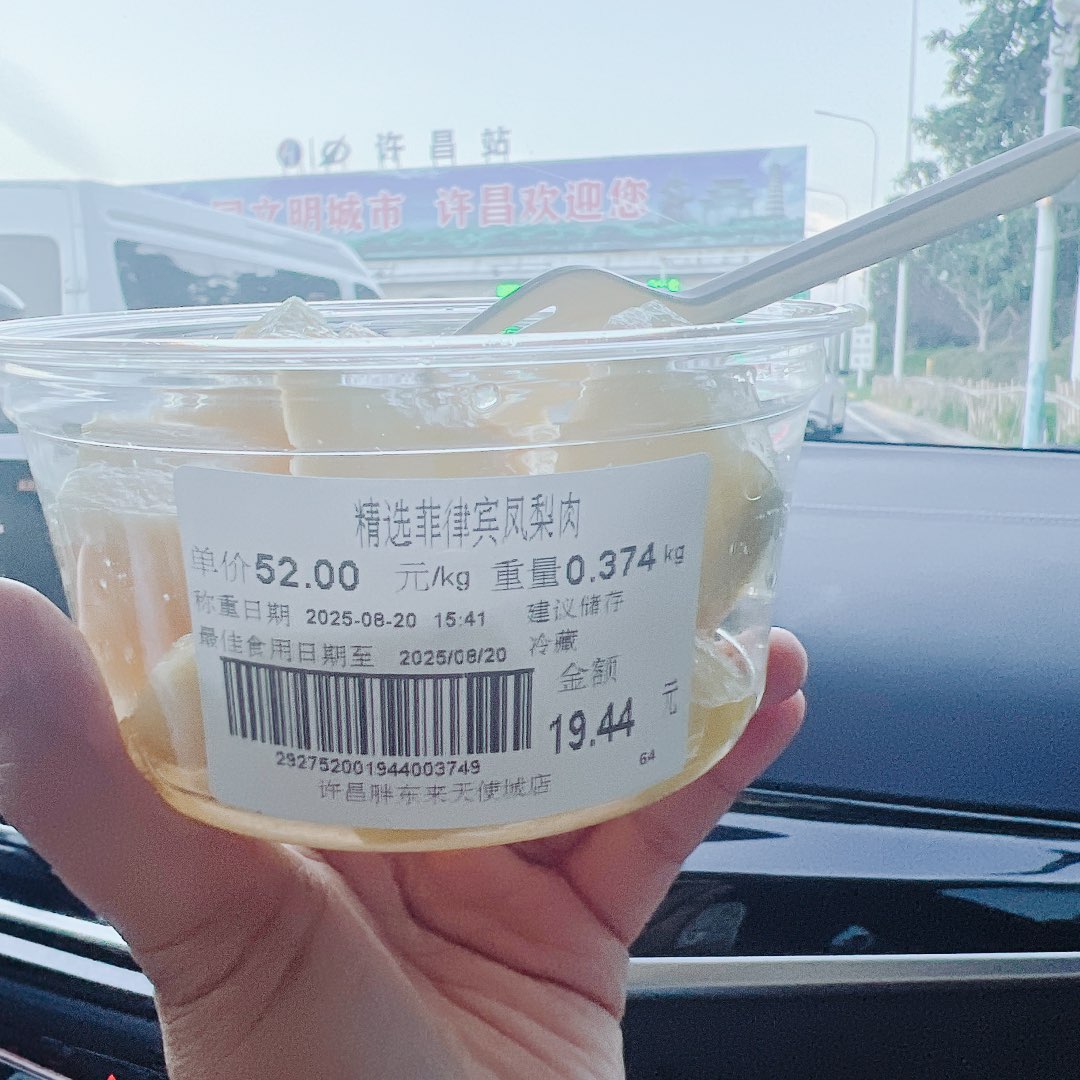 许昌站
文明城市 许昌欢迎您
精选菲律宾凤梨肉
单价52.00 元/kg 重量0.374kg
称重日期 2025-08-20 15:41 建议储存
最佳食用日期至 2025/08/20 冷藏
金额
19.44 元
2927520019440003749
64
许昌胖东来天使城店